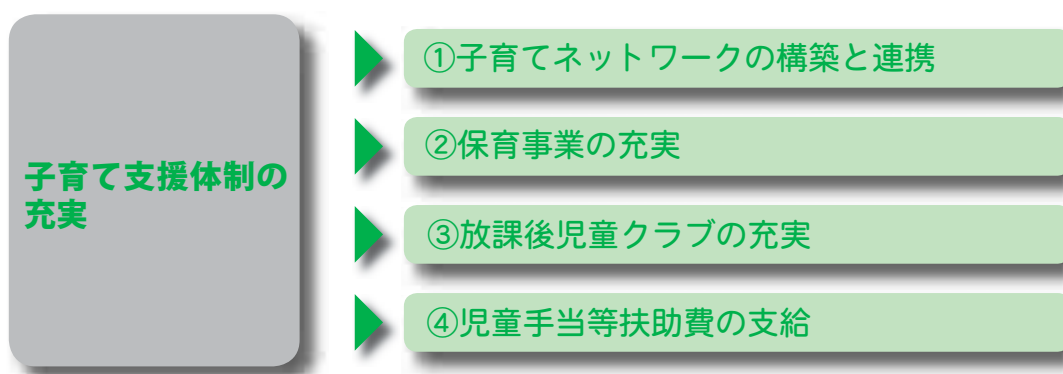 子育て支援体制の
充実
①子育てネットワークの構築と連携
②保育事業の充実
③放課後児童クラブの充実
④児童手当等扶助費の支給